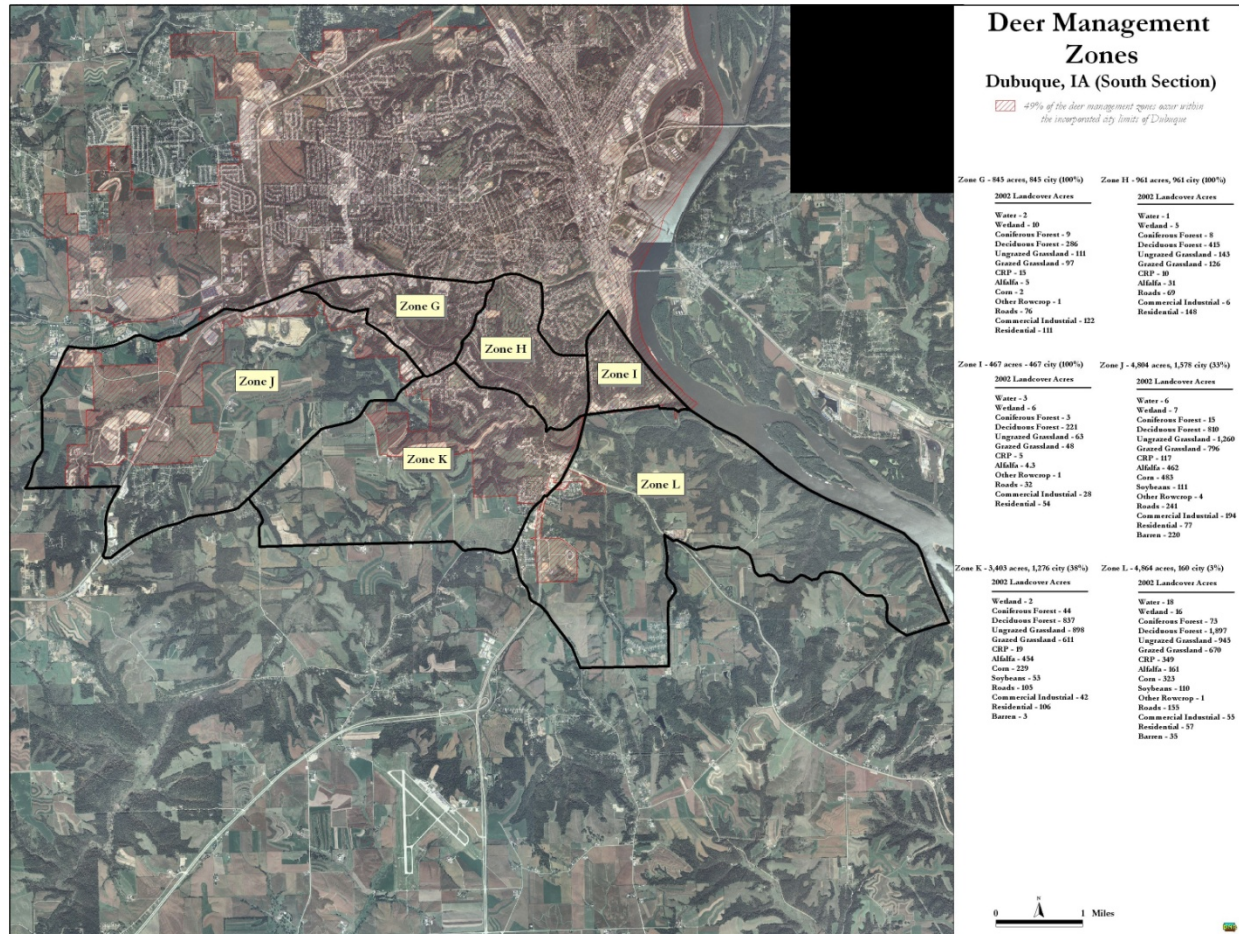 Deer Management
Zones
Dubuque, IA (South Section)
49% of the deer management zones occur within
the incorporated city limits of Dubuque
Zone G - 845 acres, 845 city (100%)
2002 Landcover Acres
Water - 2
Wetland - 10
Coniferous Forest - 9
Deciduous Forest - 286
Ungrazed Grassland - 111
Grazed Grassland - 97
CRP - 15
Alfalfa - 5
Corn - 2
Other Rowcrop - 1
Roads - 76
Commercial Industrial - 122
Residential - 111
Zone H - 961 acres, 961 city (100%)
2002 Landcover Acres
Water - 1
Wetland - 5
Coniferous Forest - 8
Deciduous Forest - 415
Ungrazed Grassland - 143
Grazed Grassland - 126
CRP - 10
Alfalfa - 31
Roads - 69
Commercial Industrial - 6
Residential - 148
Zone I - 467 acres - 467 city (100%)
2002 Landcover Acres
Water - 3
Wetland - 6
Coniferous Forest - 3
Deciduous Forest - 221
Ungrazed Grassland - 63
Grazed Grassland - 48
CRP - 5
Alfalfa - 4.3
Other Rowcrop - 1
Roads - 32
Commercial Industrial - 28
Residential - 54
Zone J - 4,804 acres, 1,578 city (33%)
2002 Landcover Acres
Water - 6
Wetland - 7
Coniferous Forest - 15
Deciduous Forest - 810
Ungrazed Grassland - 1,260
Grazed Grassland - 796
CRP - 117
Alfalfa - 462
Corn - 483
Soybeans - 111
Other Rowcrop - 4
Roads - 241
Commercial Industrial - 194
Residential - 77
Barren - 220
Zone K - 3,403 acres, 1,276 city (38%)
2002 Landcover Acres
Wetland - 2
Coniferous Forest - 44
Deciduous Forest - 837
Ungrazed Grassland - 898
Grazed Grassland - 611
CRP - 19
Alfalfa - 454
Corn - 229
Soybeans - 53
Roads - 105
Commercial Industrial - 42
Residential - 106
Barren - 3
Zone L - 4,864 acres, 160 city (3%)
2002 Landcover Acres
Water - 18
Wetland - 16
Coniferous Forest - 73
Deciduous Forest - 1,897
Ungrazed Grassland - 945
Grazed Grassland - 670
CRP - 349
Alfalfa - 161
Corn - 323
Soybeans - 110
Other Rowcrop - 1
Roads - 155
Commercial Industrial - 55
Residential - 57
Barren - 35
Zone G
Zone H
Zone I
Zone J
Zone K
Zone L
N
0 1 Miles